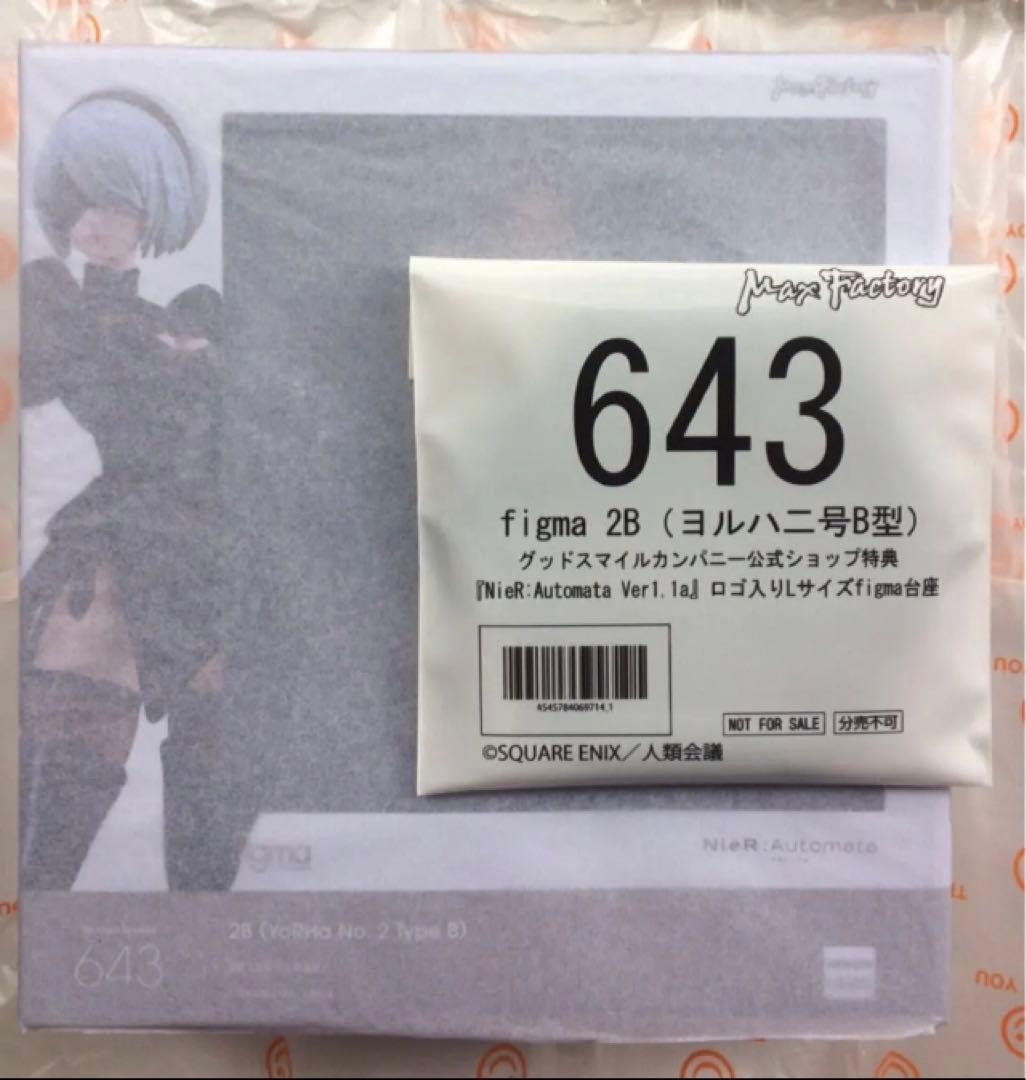 Max Factory
Max Factory
643
figma 2B (ヨルハ二号B型)
グッドスマイルカンパニー公式ショップ特典
『NieR:Automata Ver1.1a』ロゴ入りLサイズfigma台座
4545784069714_1
NOT FOR SALE 分売不可
©SQUARE ENIX／人類会議
figma
NieR:Automata
2B (YoRHa No. 2 Type B)
643
YOU